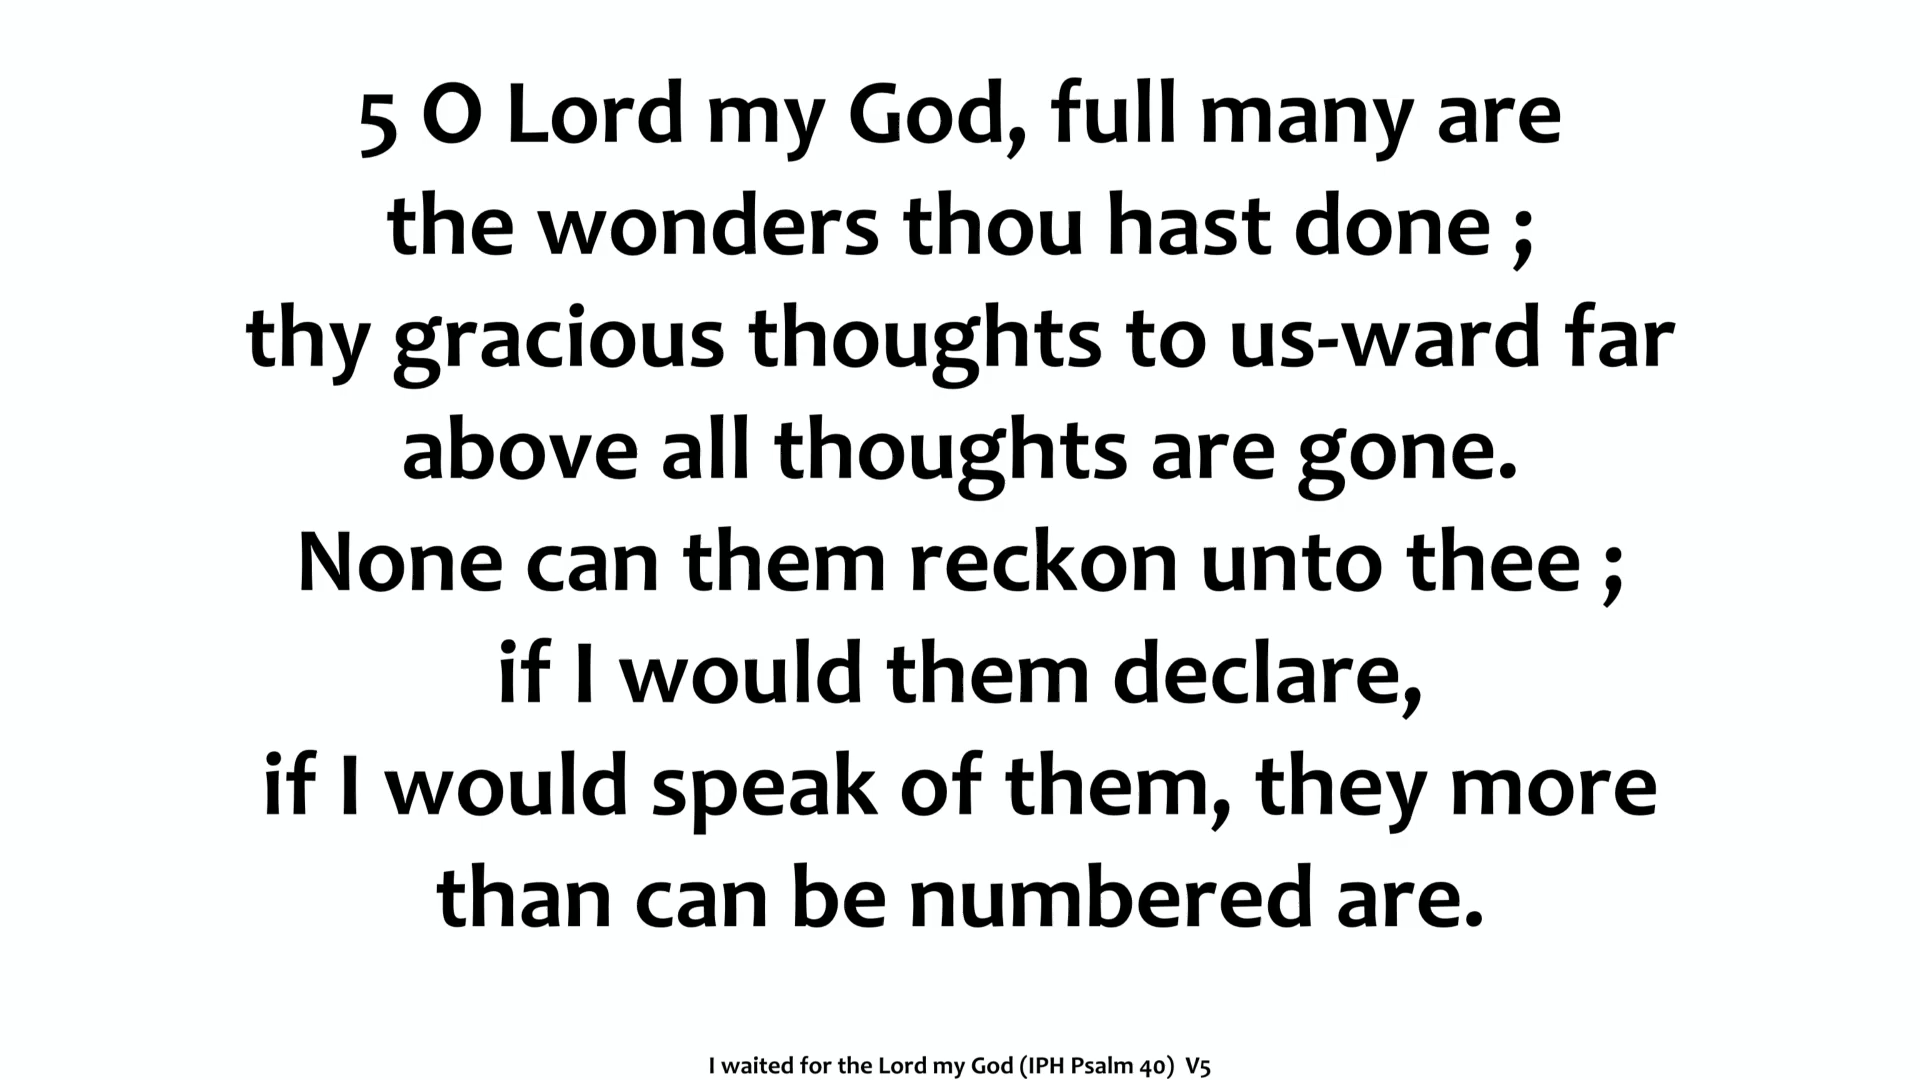 5 O Lord my God, full many are
the wonders thou hast done ;
thy gracious thoughts to us-ward far
above all thoughts are gone.
None can them reckon unto thee ;
if I would them declare,
if I would speak of them, they more
than can be numbered are.
I waited for the Lord my God (IPH Psalm 40)  V5